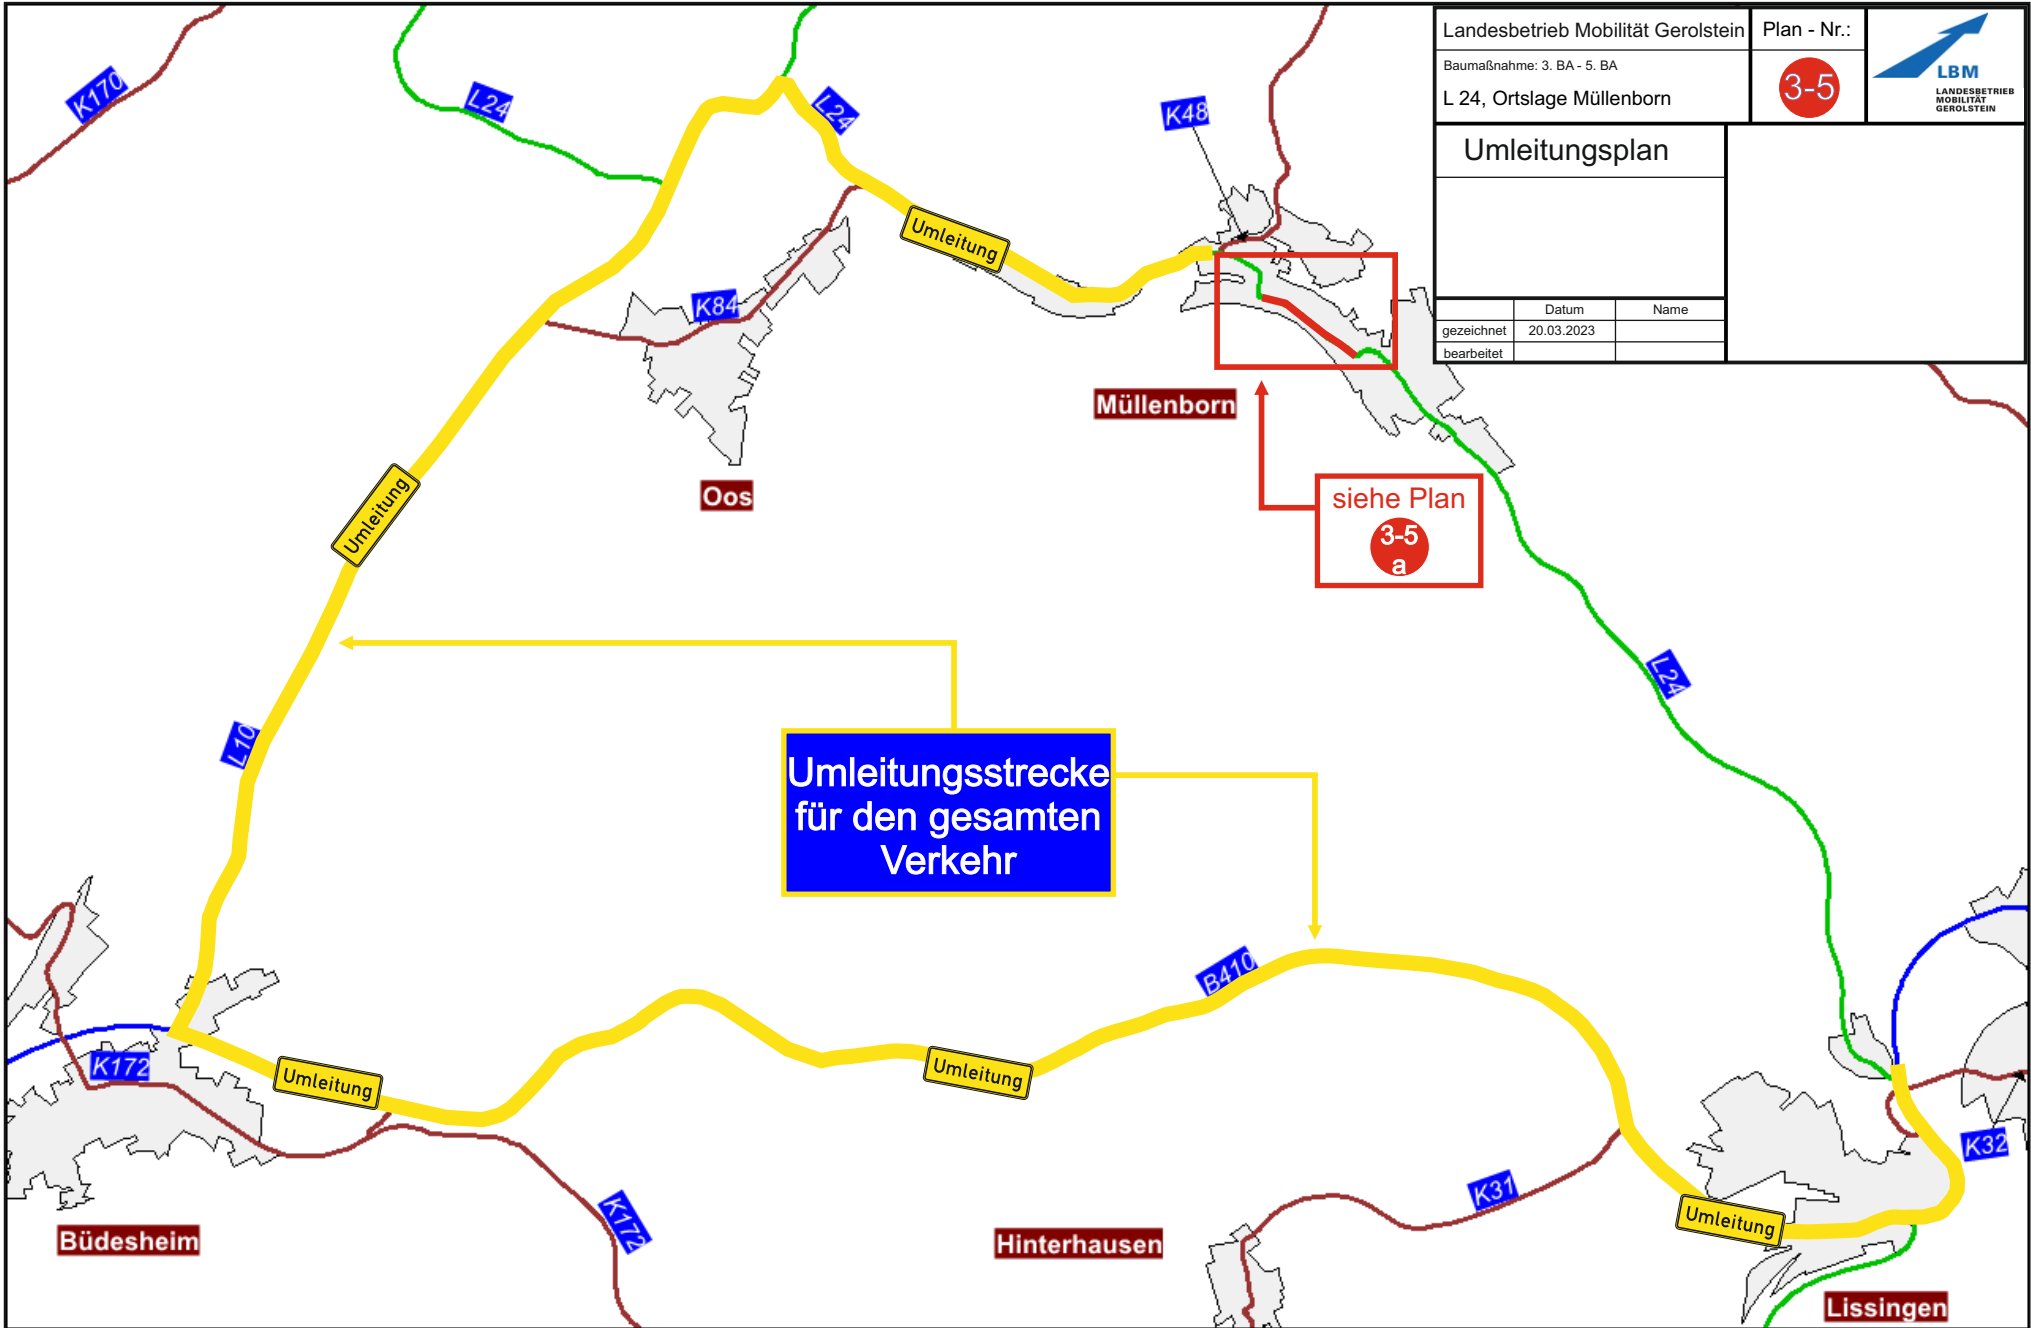 Landesbetrieb Mobilität Gerolstein
Plan - Nr.:
Baumaßnahme: 3. BA - 5. BA
L 24, Ortslage Müllenborn
3-5
LBM
LANDESBETRIEB
MOBILITÄT
GEROLSTEIN
Umleitungsplan
Datum
Name
gezeichnet
20.03.2023
bearbeitet
K170
L24
L24
K48
Umleitung
K84
Müllenborn
Oos
siehe Plan
3-5
a
Umleitung
L24
L10
Umleitungsstrecke
für den gesamten
Verkehr
B410
K172
Umleitung
Umleitung
K32
K31
K172
Umleitung
Büdesheim
Hinterhausen
Lissingen